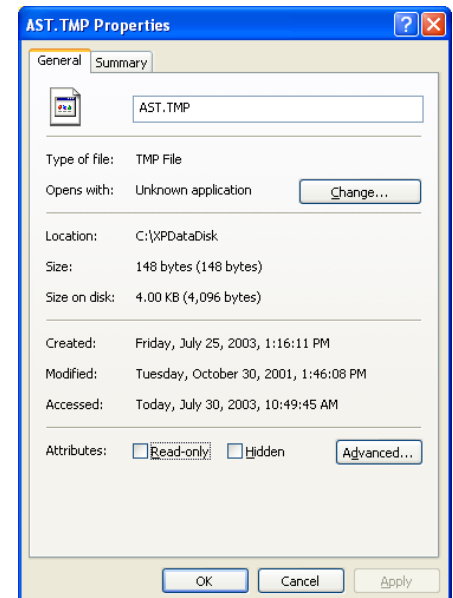 AST.TMP Properties
General Summary
AST.TMP
Type of file: TMP File
Opens with: Unknown application Change...
Location: C:\XPDataDisk
Size: 148 bytes (148 bytes)
Size on disk: 4.00 KB (4,096 bytes)
Created: Friday, July 25, 2003, 1:16:11 PM
Modified: Tuesday, October 30, 2001, 1:46:08 PM
Accessed: Today, July 30, 2003, 10:49:45 AM
Attributes: Read-only Hidden Advanced...
OK Cancel Apply